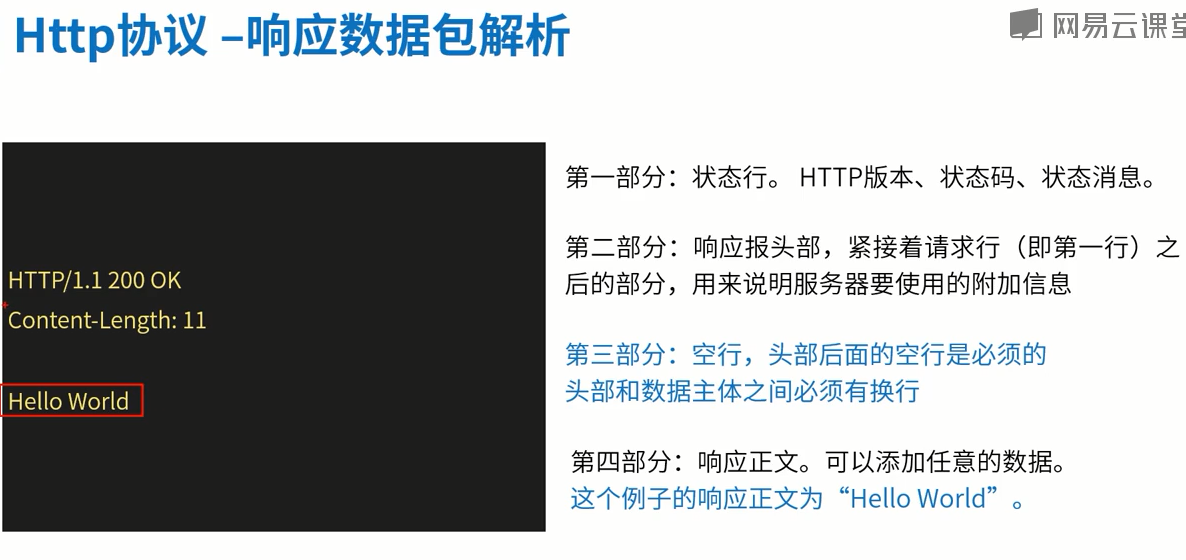 Http协议 –响应数据包解析
网易云课堂
HTTP/1.1 200 OK
Content-Length: 11
Hello World
第一部分：状态行。 HTTP版本、状态码、状态消息。
第二部分：响应报头部，紧接着请求行（即第一行）之
后的部分，用来说明服务器要使用的附加信息
第三部分：空行，头部后面的空行是必须的
头部和数据主体之间必须有换行
第四部分：响应正文。可以添加任意的数据。
这个例子的响应正文为“Hello World”。